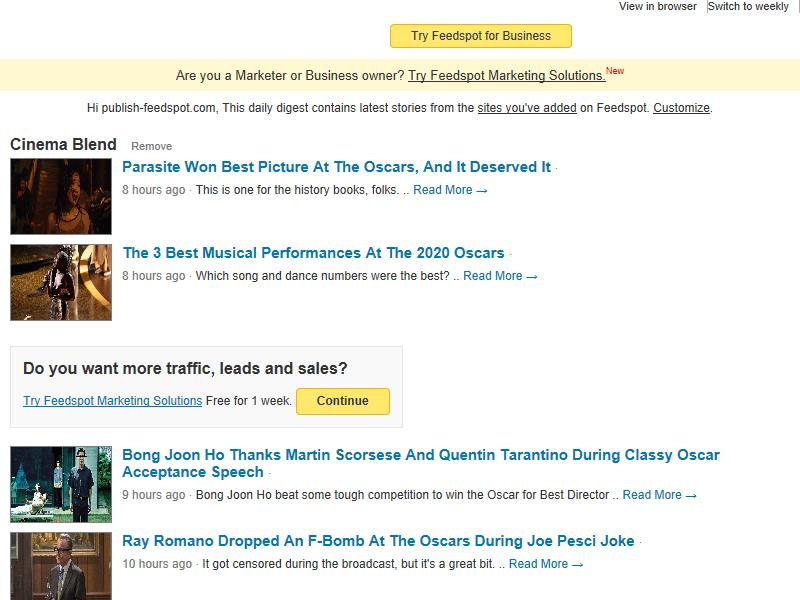 View in browser | Switch to weekly
Try Feedspot for Business
Are you a Marketer or Business owner? Try Feedspot Marketing Solutions. New
Hi publish-feedspot.com, This daily digest contains latest stories from the sites you've added on Feedspot. Customize.
Cinema Blend Remove
Parasite Won Best Picture At The Oscars, And It Deserved It ·
8 hours ago · This is one for the history books, folks. .. Read More →
The 3 Best Musical Performances At The 2020 Oscars ·
8 hours ago · Which song and dance numbers were the best? .. Read More →
Do you want more traffic, leads and sales?
Try Feedspot Marketing Solutions Free for 1 week. Continue
Bong Joon Ho Thanks Martin Scorsese And Quentin Tarantino During Classy Oscar
Acceptance Speech ·
9 hours ago · Bong Joon Ho beat some tough competition to win the Oscar for Best Director .. Read More →
Ray Romano Dropped An F-Bomb At The Oscars During Joe Pesci Joke ·
10 hours ago · It got censored during the broadcast, but it's a great bit. .. Read More →